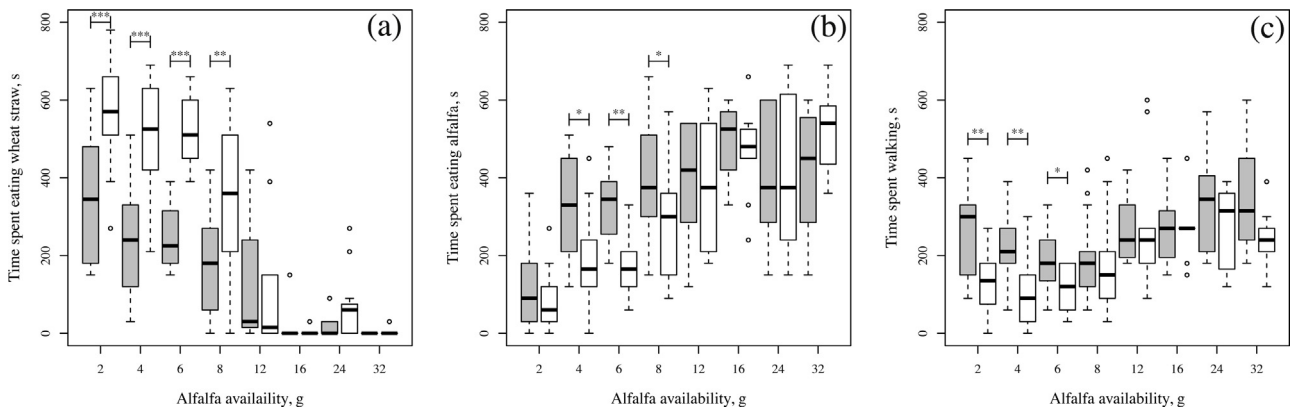 (a)
Time spent eating wheat straw, s
800
600
400
200
0
***
***
***
**
2 4 6 8 12 16 24 32
Alfalfa availaility, g
(b)
Time spent eating alfalfa, s
800
600
400
200
0
*
**
*
2 4 6 8 12 16 24 32
Alfalfa availability, g
(c)
Time spent walking, s
800
600
400
200
0
**
**
*
2 4 6 8 12 16 24 32
Alfalfa availability, g